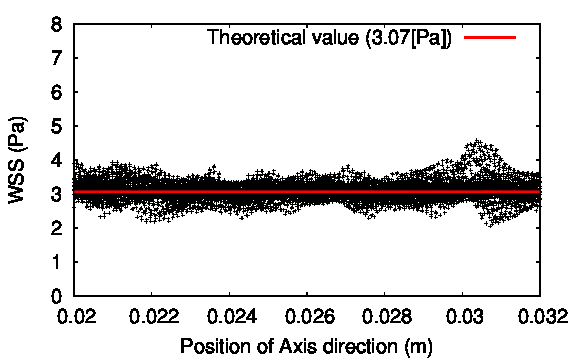 Theoretical value (3.07[Pa])
8
7
6
5
4
3
2
1
0
WSS (Pa)
0.02 0.022 0.024 0.026 0.028 0.03 0.032
Position of Axis direction (m)